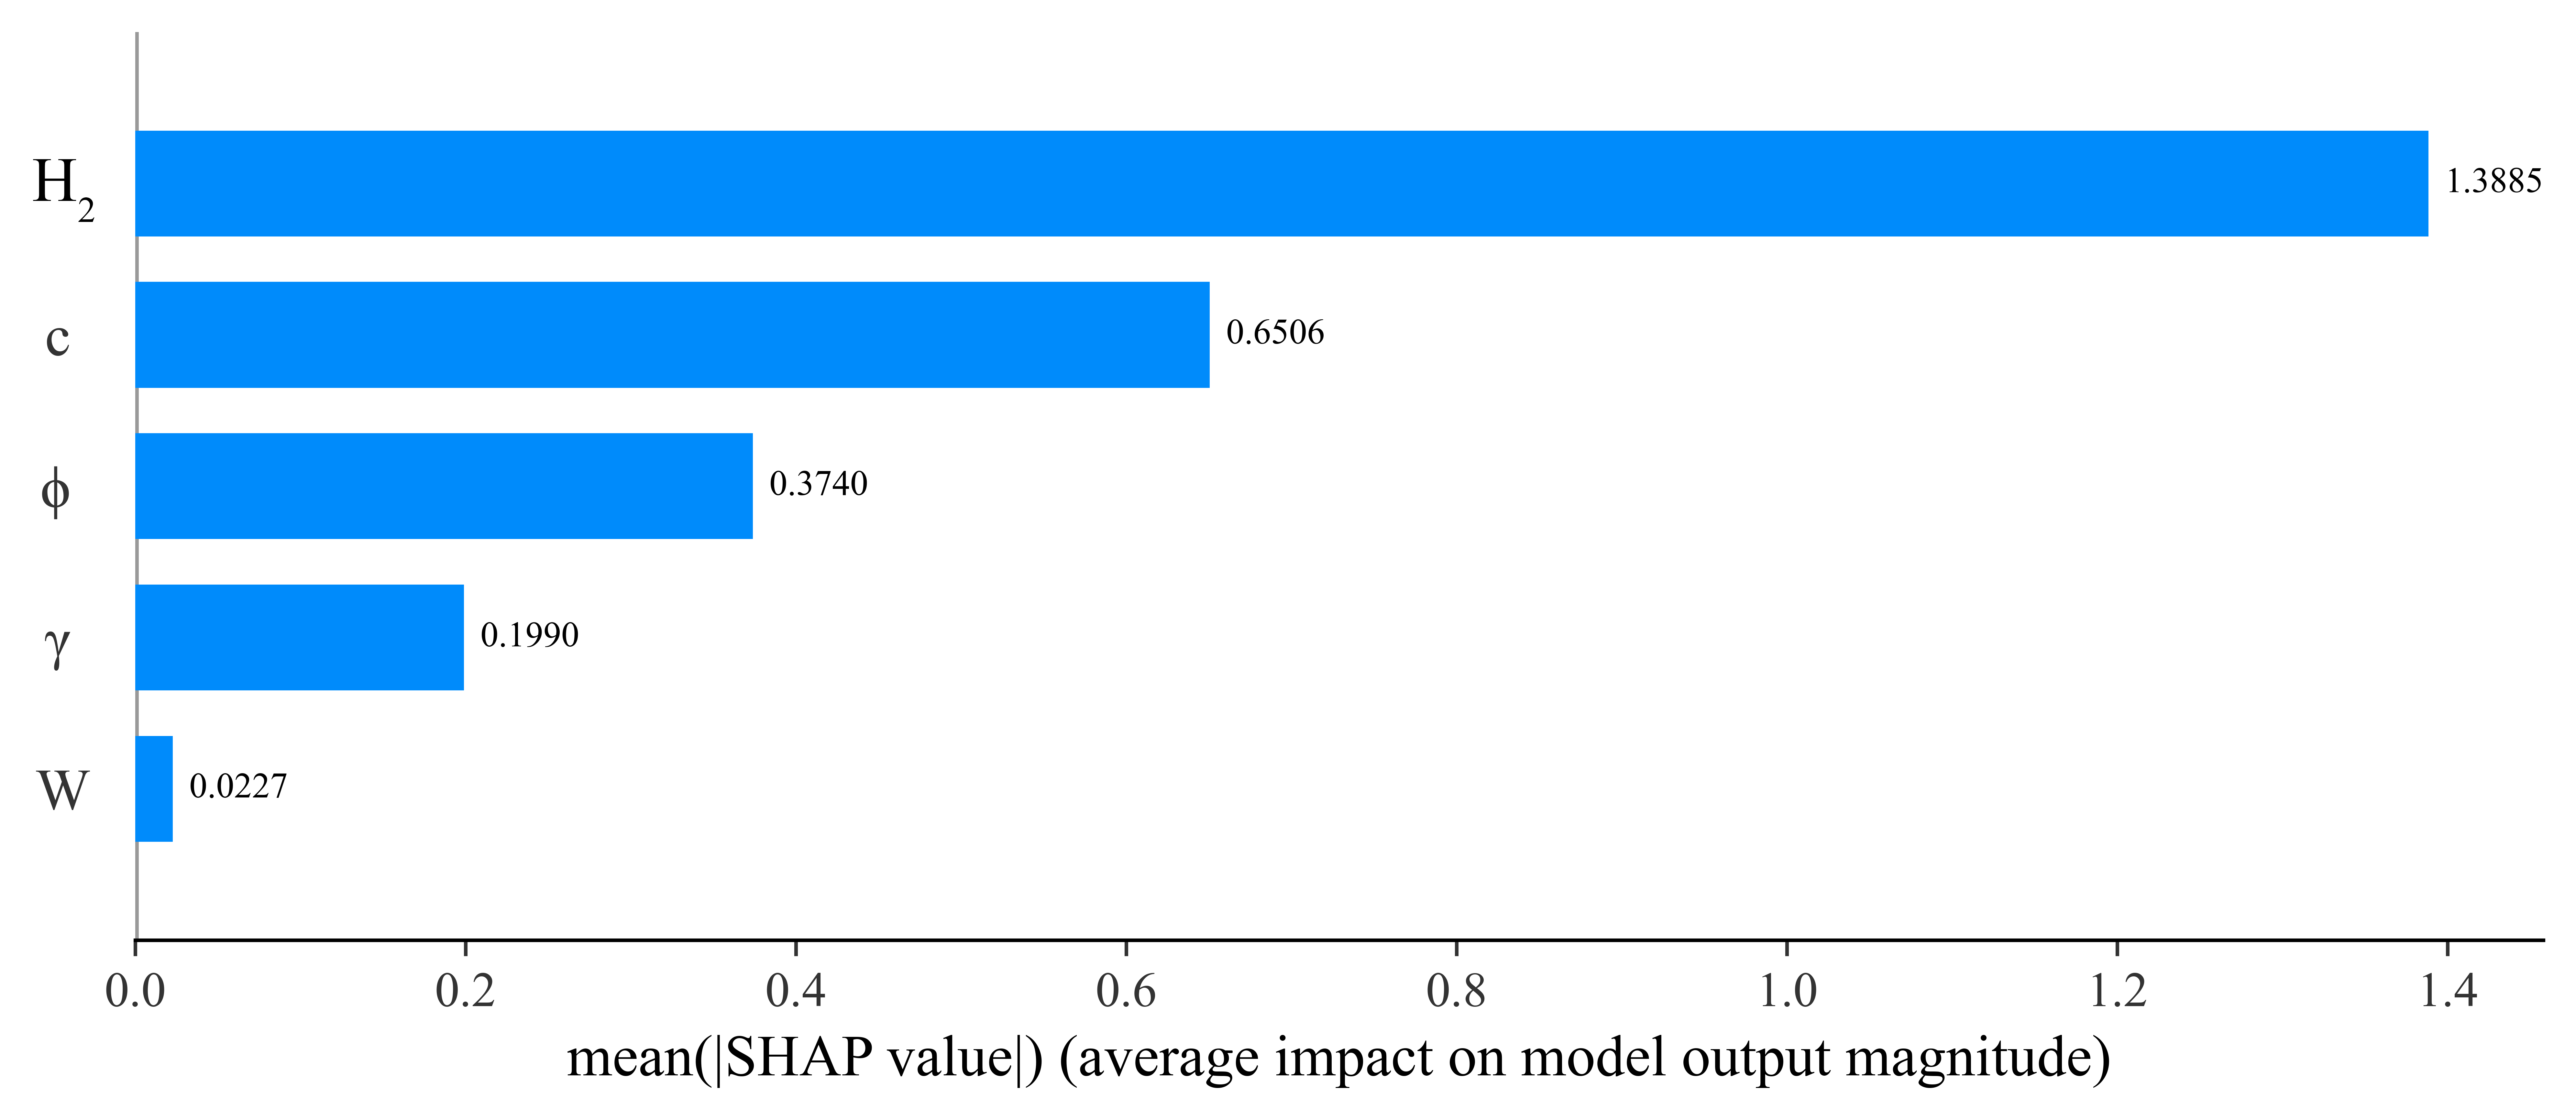 H₂ 1.3885
c 0.6506
ϕ 0.3740
γ 0.1990
W 0.0227
0.0 0.2 0.4 0.6 0.8 1.0 1.2 1.4
mean(|SHAP value|) (average impact on model output magnitude)